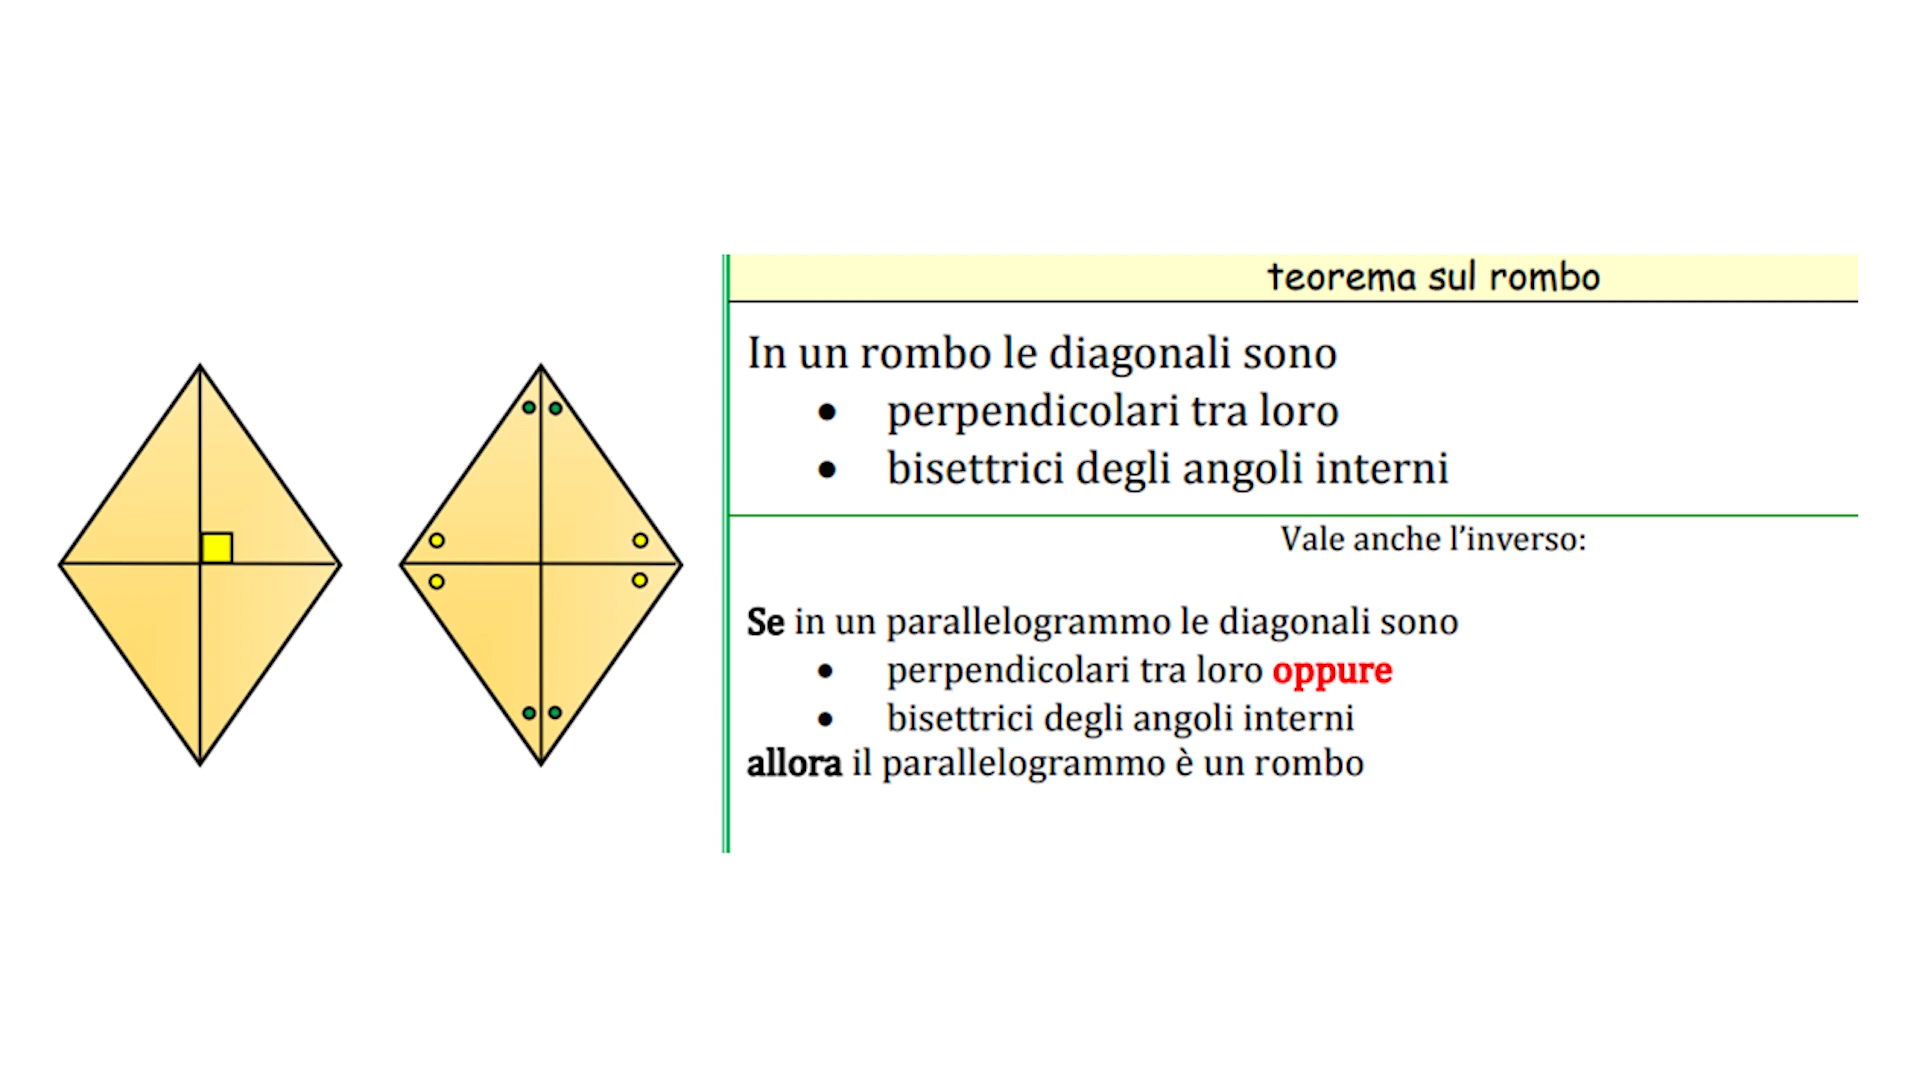 teorema sul rombo
In un rombo le diagonali sono
• perpendicolari tra loro
• bisettrici degli angoli interni
Vale anche l'inverso:
Se in un parallelogrammo le diagonali sono
• perpendicolari tra loro oppure
• bisettrici degli angoli interni
allora il parallelogrammo è un rombo